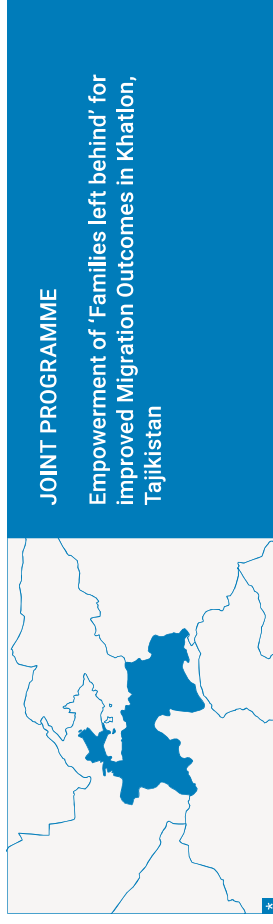 JOINT PROGRAMME
Empowerment of ‘Families left behind’ for
improved Migration Outcomes in Khatlon,
Tajikistan
*